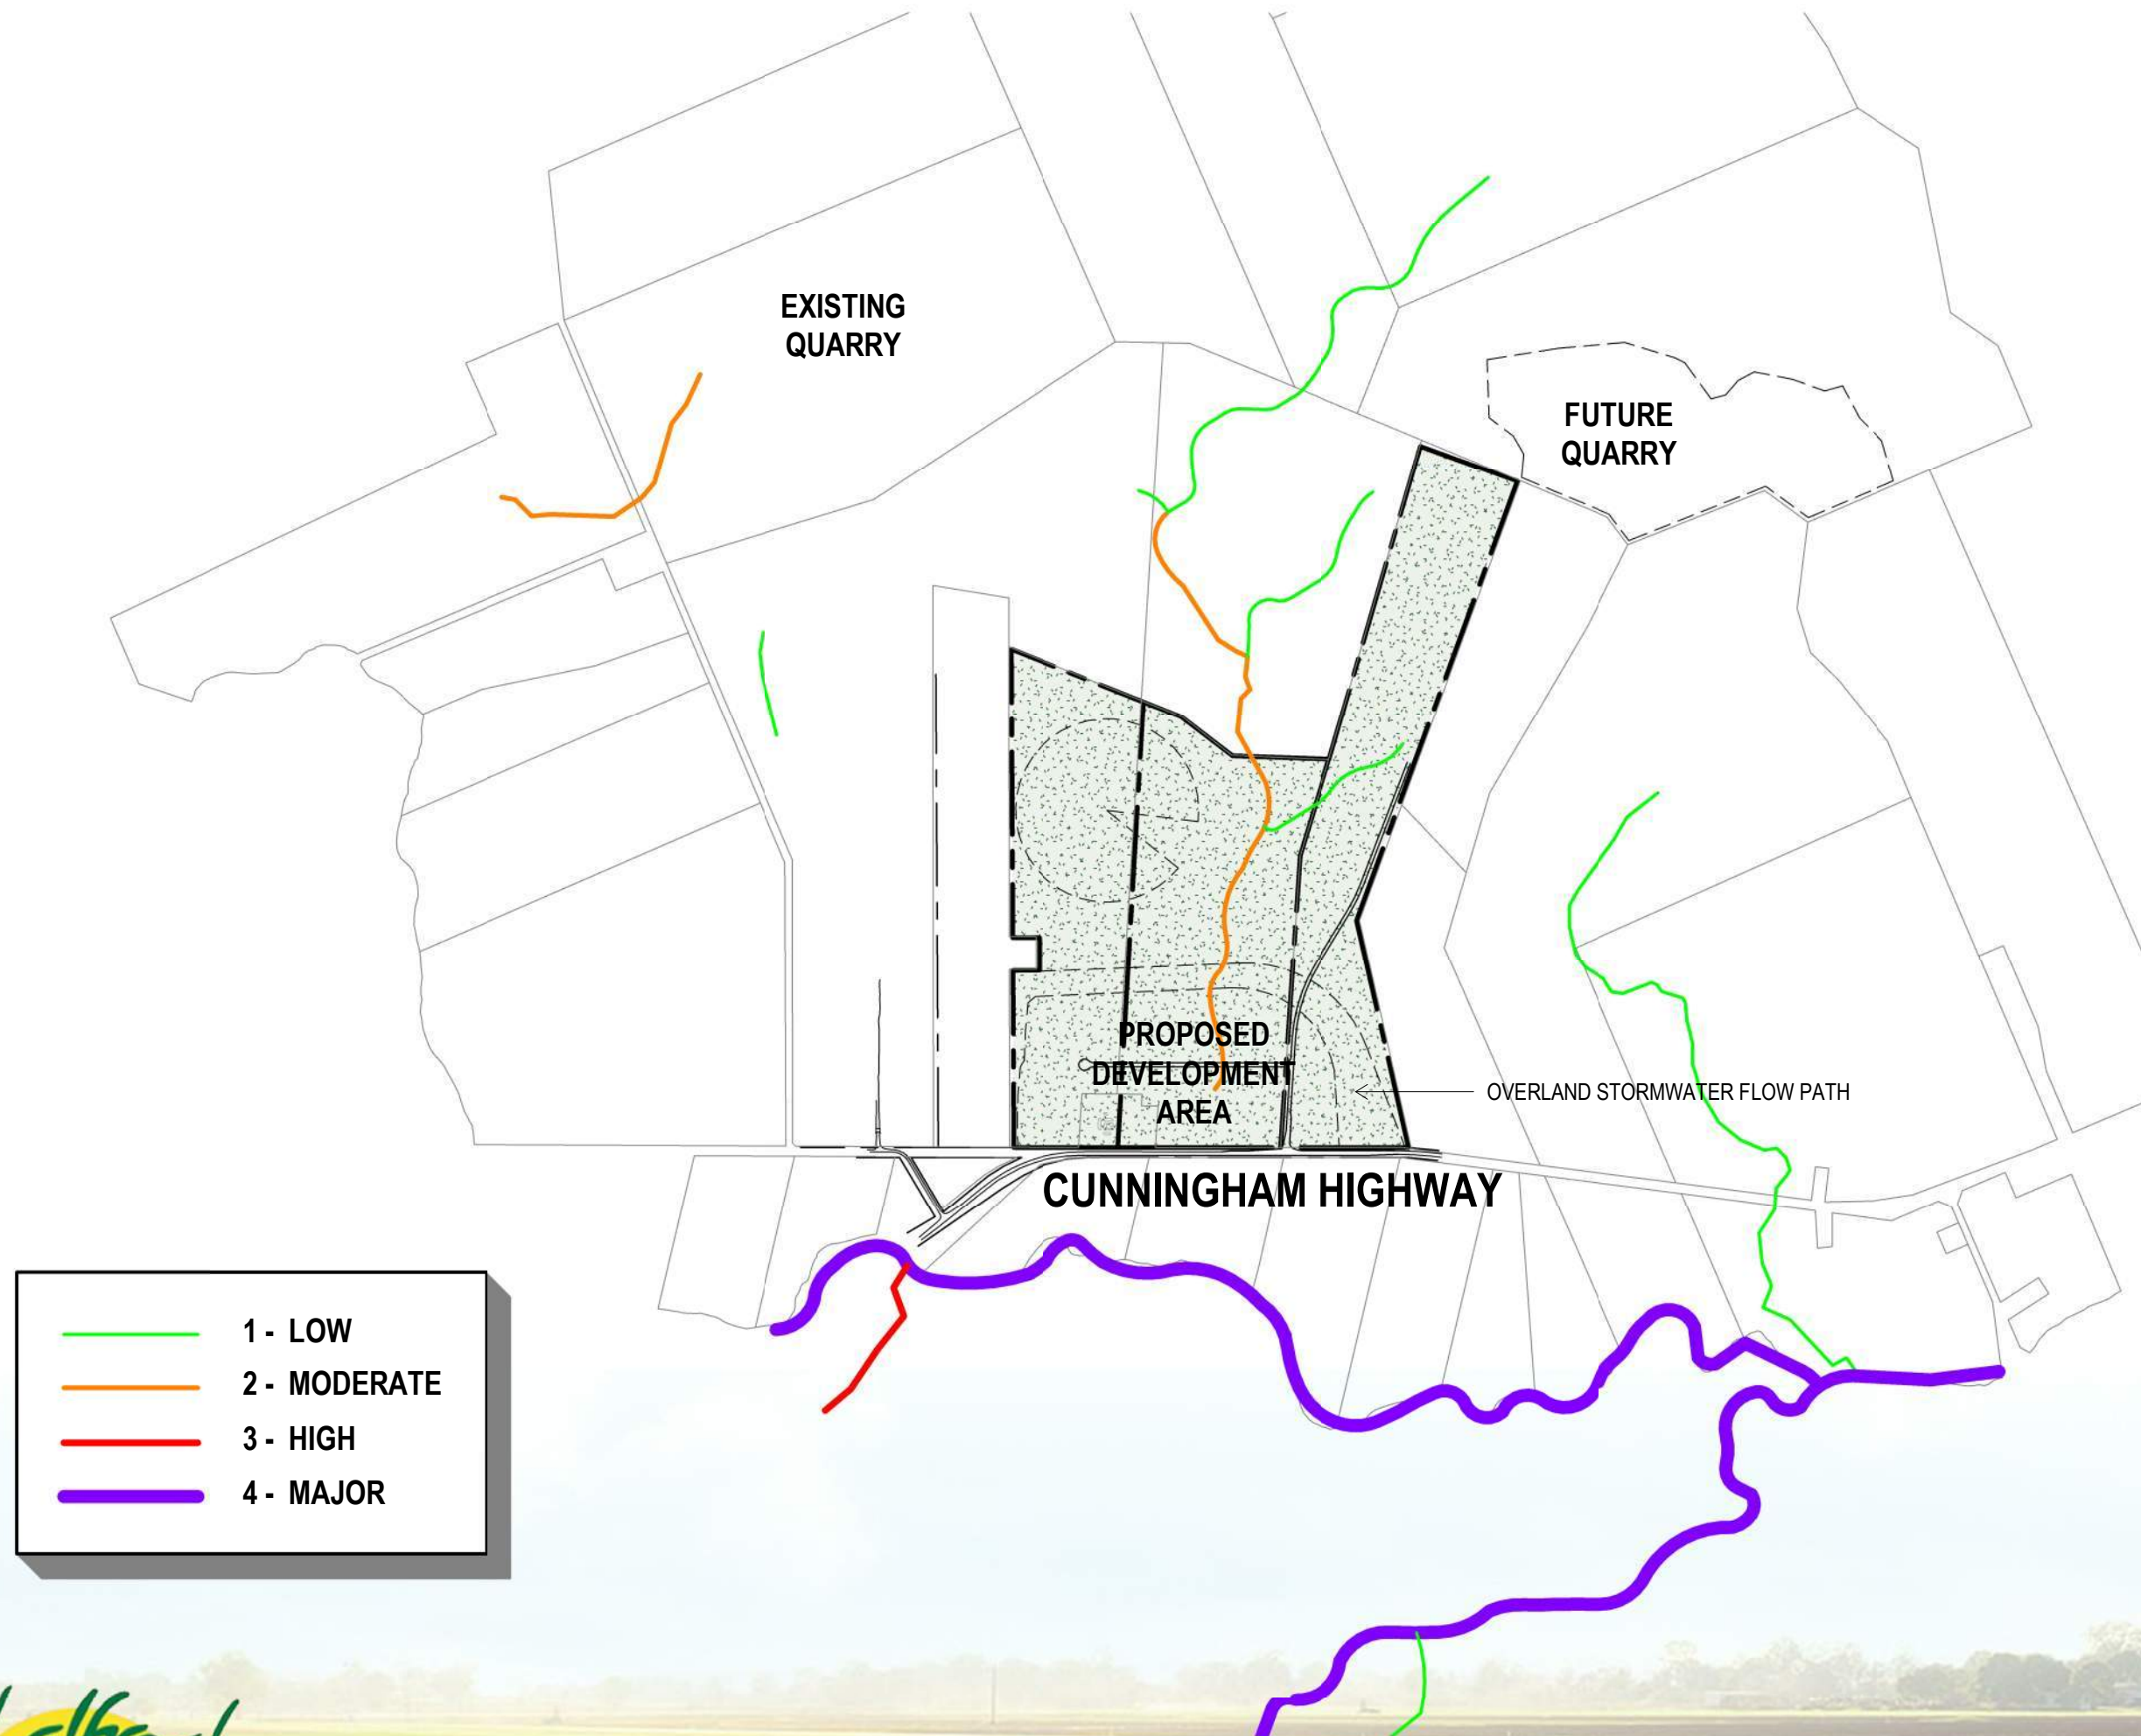 EXISTING
QUARRY
FUTURE
QUARRY
PROPOSED
DEVELOPMENT
AREA
OVERLAND STORMWATER FLOW PATH
CUNNINGHAM HIGHWAY
1 - LOW
2 - MODERATE
3 - HIGH
4 - MAJOR